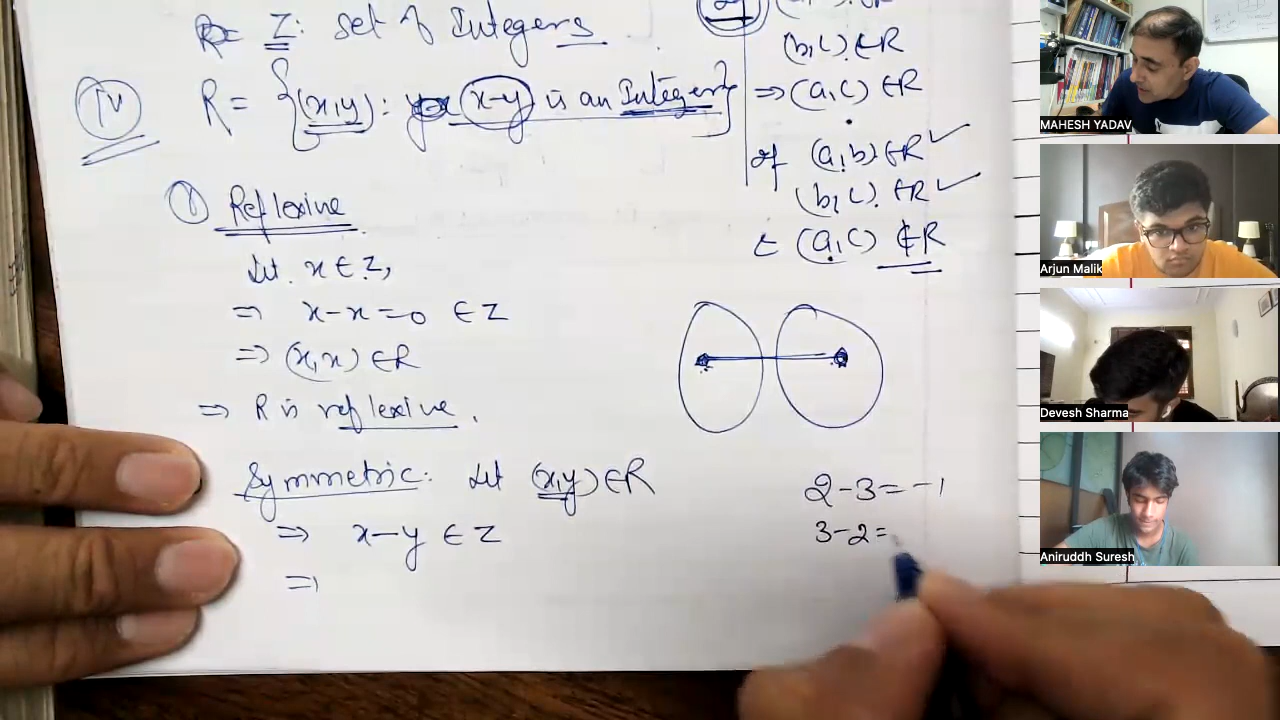 Z: set of Integers
IV R = {(x,y): (x-y) is an Integer}
① Reflexive
Let x ∈ Z,
⇒ x-x=0 ∈ Z
⇒ (x,x) ∈ R
⇒ R is reflexive.
Symmetric: Let (x,y) ∈ R
⇒ x-y ∈ Z
⇒
(b,c) ∈ R
⇒ (a,c) ∈ R
of (a,b) ∈ R ✓
(b,c) ∈ R ✓
(a,c) ∉ R
2-3=-1
3-2=
MAHESH YADAV
Arjun Malik
Devesh Sharma
Aniruddh Suresh